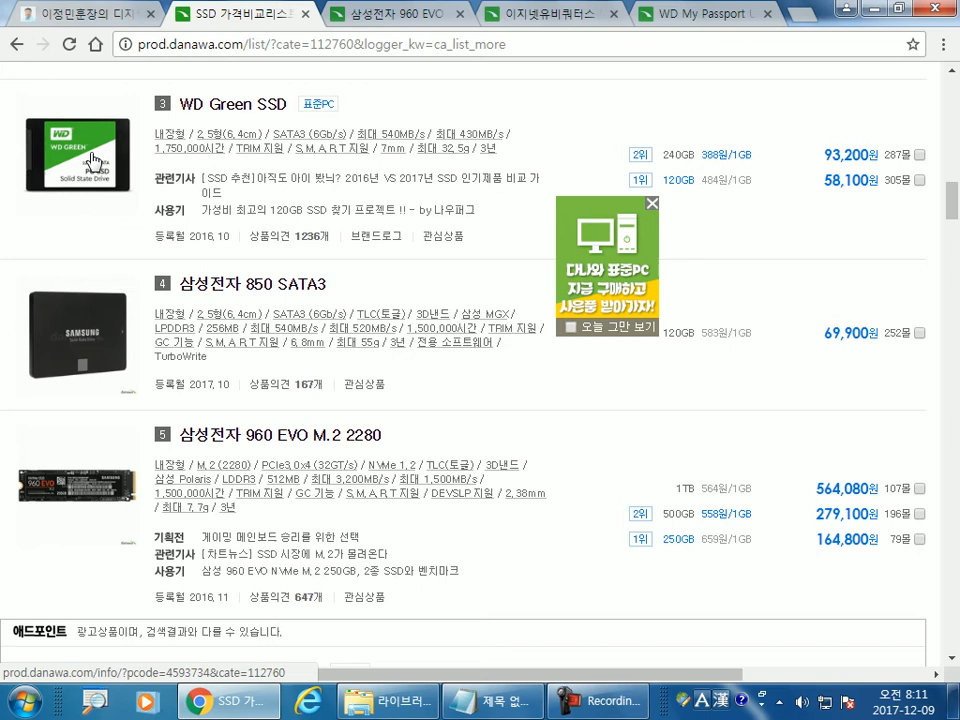 이정민훈장의 디지
SSD 가격비교리스트
삼성전자 960 EVO
이지넷유비쿼터스
WD My Passport U
prod.danawa.com/list/?cate=112760&logger_kw=ca_list_more
3 WD Green SSD 표준PC
내장형 / 2.5형(6.4cm) / SATA3 (6Gb/s) / 최대 540MB/s / 최대 430MB/s /
1,750,000시간 / TRIM 지원 / S.M.A.R.T 지원 / 7mm / 최대 32.5g / 3년
2위 240GB 388원/1GB 93,200원 287몰
관련기사 [SSD 추천]아직도 아이 봤늬? 2016년 VS 2017년 SSD 인기제품 비교 가
이드
1위 120GB 484원/1GB 58,100원 305몰
사용기 가성비 최고의 120GB SSD 찾기 프로젝트 !! - by나우퍼그
등록월 2016.10 상품의견 1236개 브랜드로그 관심상품
다나와 표준PC
지금 구매하고
사은품 받아가자!
오늘 그만 보기
4 삼성전자 850 SATA3
내장형 / 2.5형(6.4cm) / SATA3 (6Gb/s) / TLC(토글) / 3D낸드 / 삼성 MGX /
LPDDR3 / 256MB / 최대 540MB/s / 최대 520MB/s / 1,500,000시간 / TRIM 지원 /
GC 기능 / S.M.A.R.T 지원 / 6.8mm / 최대 55g / 3년 / 전용 소프트웨어 /
TurboWrite
120GB 583원/1GB 69,900원 252몰
등록월 2017.10 상품의견 167개 관심상품
5 삼성전자 960 EVO M.2 2280
내장형 / M.2 (2280) / PCIe3.0x4 (32GT/s) / NVMe 1.2 / TLC(토글) / 3D낸드 /
삼성 Polaris / LDDR3 / 512MB / 최대 3,200MB/s / 최대 1,500MB/s /
1,500,000시간 / TRIM 지원 / GC 기능 / S.M.A.R.T 지원 / DEVSLP 지원 / 2.38mm
/ 최대 7.7g / 3년
1TB 564원/1GB 564,080원 107몰
2위 500GB 558원/1GB 279,100원 196몰
1위 250GB 659원/1GB 164,800원 79몰
기획전 게이밍 메인보드 승리를 위한 선택
관련기사 [차트뉴스] SSD 시장에 M.2가 몰려온다
사용기 삼성 960 EVO NVMe M.2 250GB, 2종 SSD와 벤치마크
등록월 2016.11 상품의견 647개 관심상품
애드포인트 광고상품이며, 검색결과와 다를 수 있습니다.
prod.danawa.com/info/?pcode=4593734&cate=112760
SSD 가...
라이브러...
제목 없...
Recordin...
A 漢
오전 8:11
2017-12-09
WD
WD GREEN
Solid State Drive
SAMSUNG
960 EVO
SAMSUNG